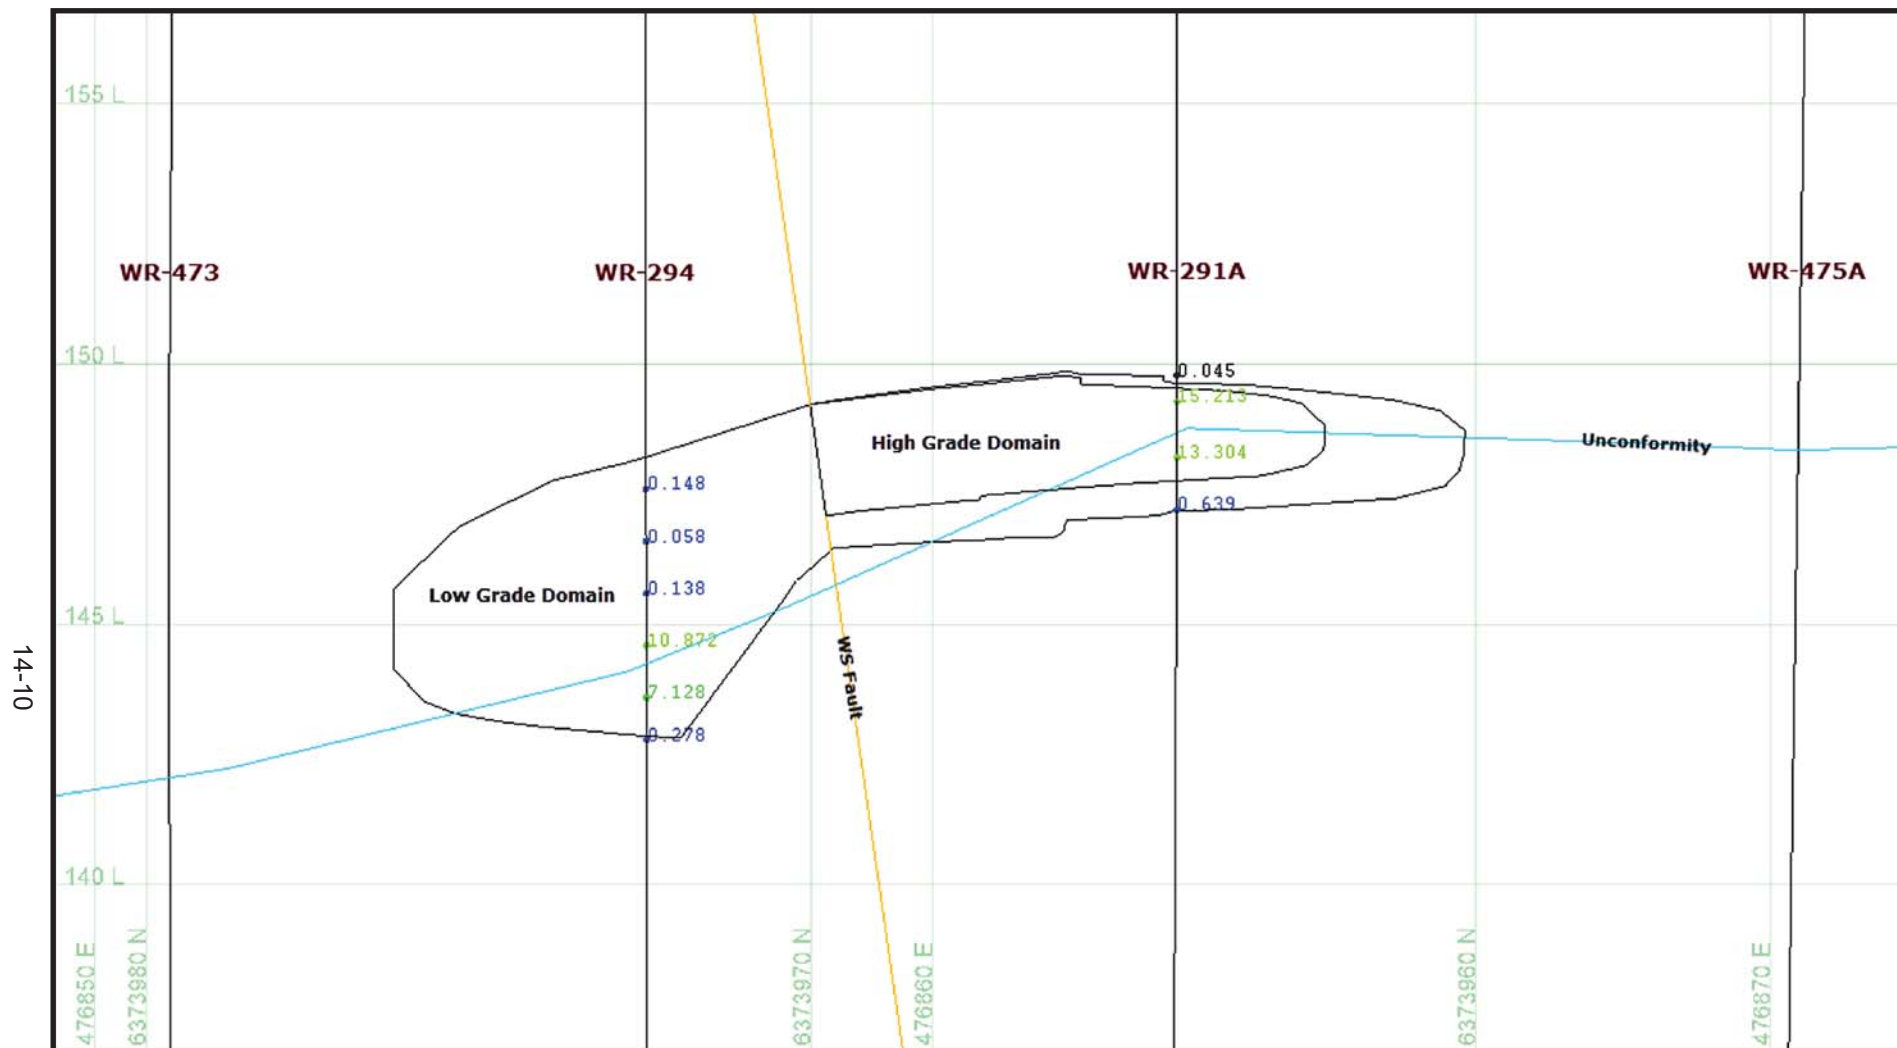 155 L
WR-473
WR-294
WR-291A
WR-475A
150 L
0.045
15.213
High Grade Domain
Unconformity
13.304
0.148
0.639
0.058
Low Grade Domain
0.138
145 L
10.872
WS Fault
7.128
0.278
14-10
140 L
476850 E
6373980 N
6373970 N
476860 E
6373960 N
476870 E